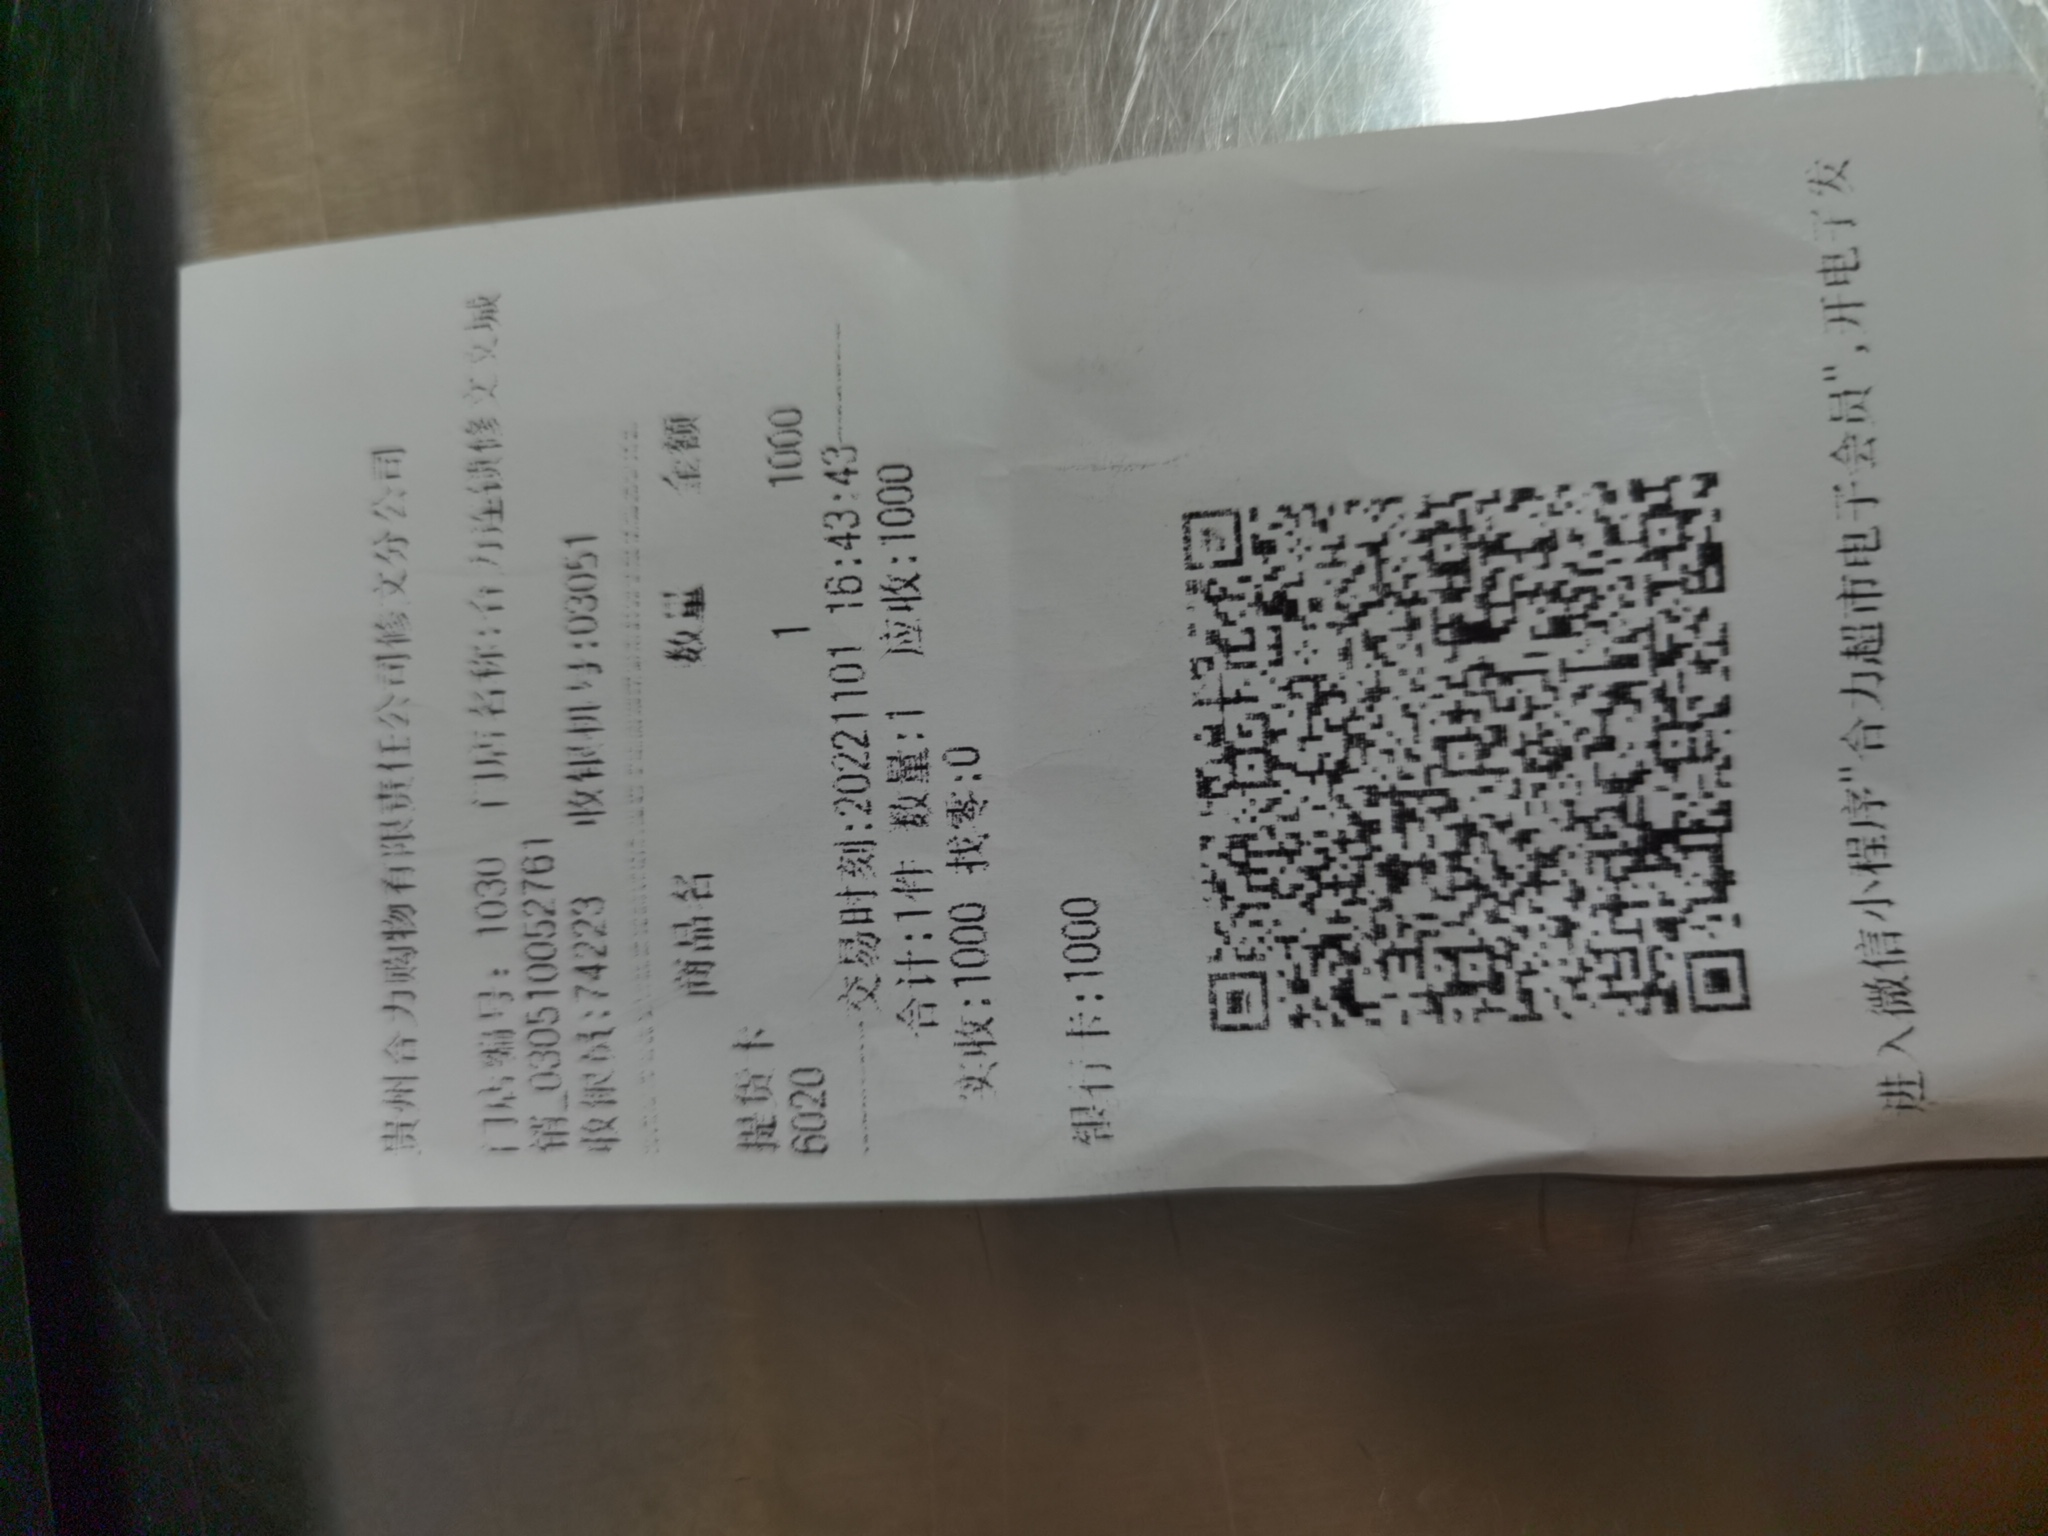 贵州合力购物有限责任公司修文分公司
门店编号: 1030 门店名称:合力连锁修文文城
销_0305100052761
收银员:74223 收银机号:03051
商品名 数量 金额
提货卡
6020 1 1000
交易时刻:20221101 16:43:43
合计:1件 数量:1 应收:1000
实收:1000 找零:0
银行卡:1000
进入微信小程序"合力超市电子会员",开电子发